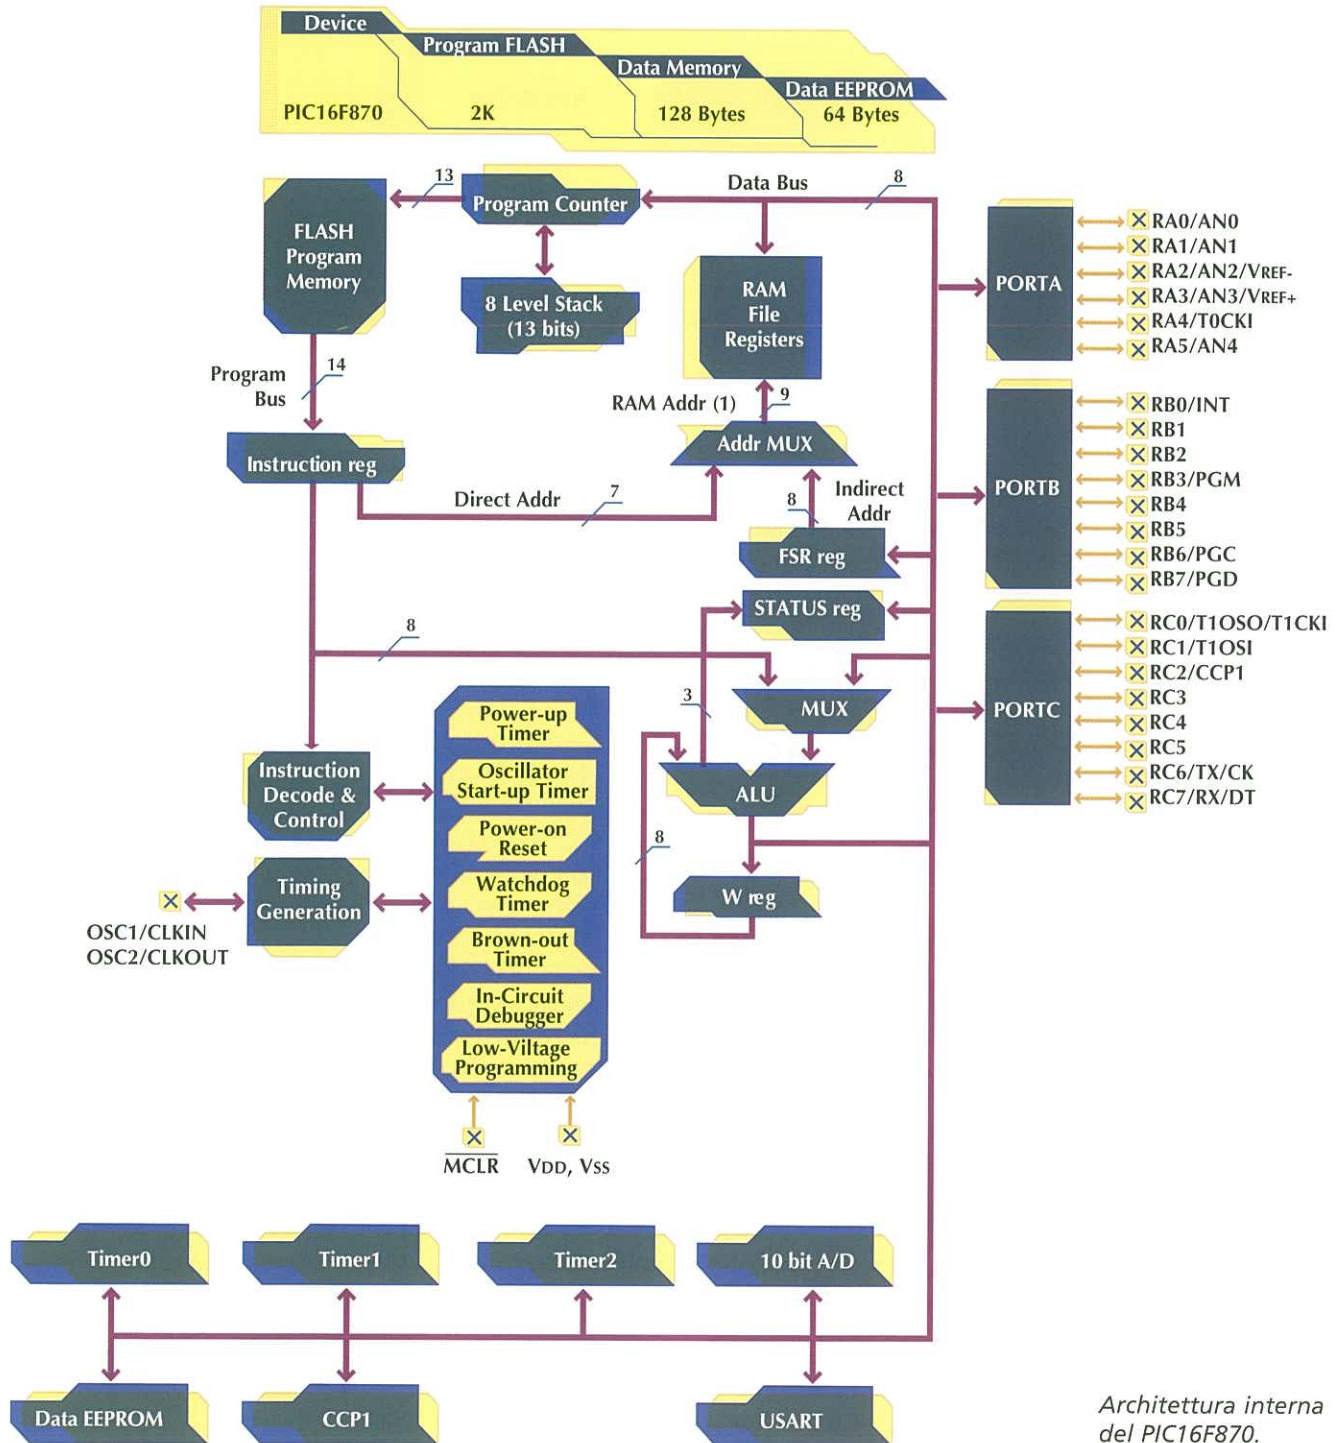 Device
Program FLASH
Data Memory
Data EEPROM
PIC16F870
2K
128 Bytes
64 Bytes
13
Program Counter
Data Bus
8
FLASH
Program
Memory
8 Level Stack
(13 bits)
RAM
File
Registers
PORTA
RA0/AN0
RA1/AN1
RA2/AN2/VREF-
RA3/AN3/VREF+
RA4/T0CKI
RA5/AN4
Program
Bus
14
RAM Addr (1)
9
Instruction reg
Addr MUX
Direct Addr
7
8
Indirect
Addr
FSR reg
PORTB
RB0/INT
RB1
RB2
RB3/PGM
RB4
RB5
RB6/PGC
RB7/PGD
STATUS reg
8
3
MUX
PORTC
RC0/T1OSO/T1CKI
RC1/T1OSI
RC2/CCP1
RC3
RC4
RC5
RC6/TX/CK
RC7/RX/DT
Power-up
Timer
Instruction
Decode &
Control
Oscillator
Start-up Timer
ALU
Power-on
Reset
8
Timing
Generation
Watchdog
Timer
W reg
OSC1/CLKIN
OSC2/CLKOUT
Brown-out
Timer
In-Circuit
Debugger
Low-Viltage
Programming
MCLR
VDD, VSS
Timer0
Timer1
Timer2
10 bit A/D
Data EEPROM
CCP1
USART
Architettura interna
del PIC16F870.